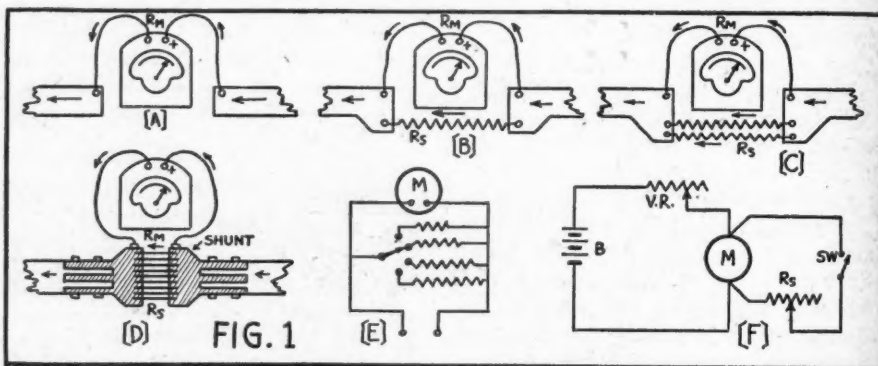 RM
+
[A]
RM
+
RS
[B]
RM
+
RS
[C]
RM
SHUNT
RS
[D]
FIG. 1
M
[E]
V.R.
B
M
SW
RS
[F]